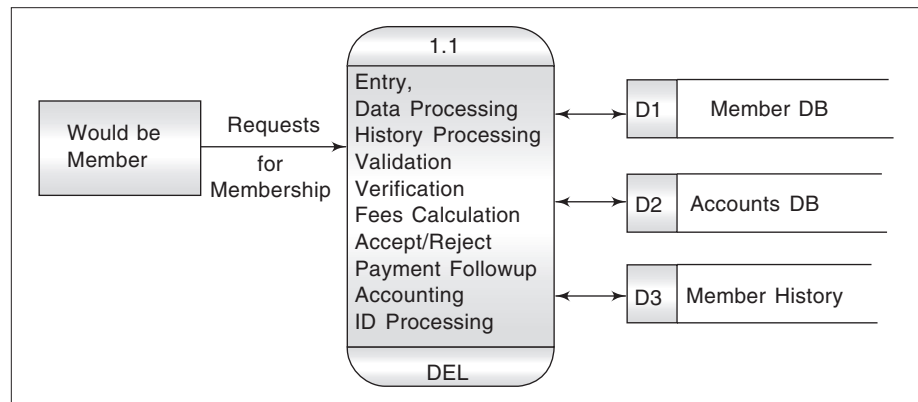 Would be
Member
Requests
for
Membership
1.1
Entry,
Data Processing
History Processing
Validation
Verification
Fees Calculation
Accept/Reject
Payment Followup
Accounting
ID Processing
DEL
D1 Member DB
D2 Accounts DB
D3 Member History